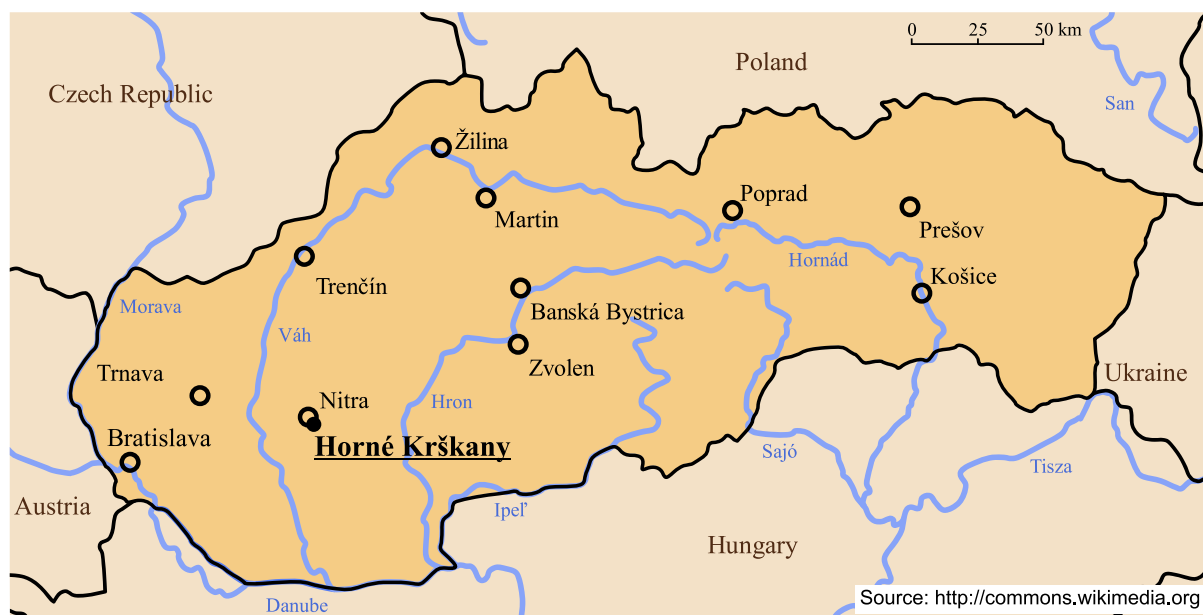 0 25 50 km
Poland
Czech Republic
San
Žilina
Martin
Poprad
Prešov
Trenčín
Hornád
Košice
Morava
Banská Bystrica
Váh
Zvolen
Trnava
Ukraine
Nitra
Hron
Horné Krškany
Bratislava
Sajó
Tisza
Austria
Ipeľ
Hungary
Danube
Source: http://commons.wikimedia.org